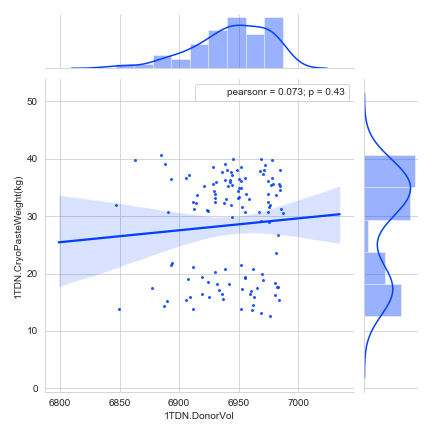 pearsonr = 0.073; p = 0.43
50
40
30
20
10
0
1TDN.CryoPasteWeight(kg)
6800 6850 6900 6950 7000
1TDN.DonorVol